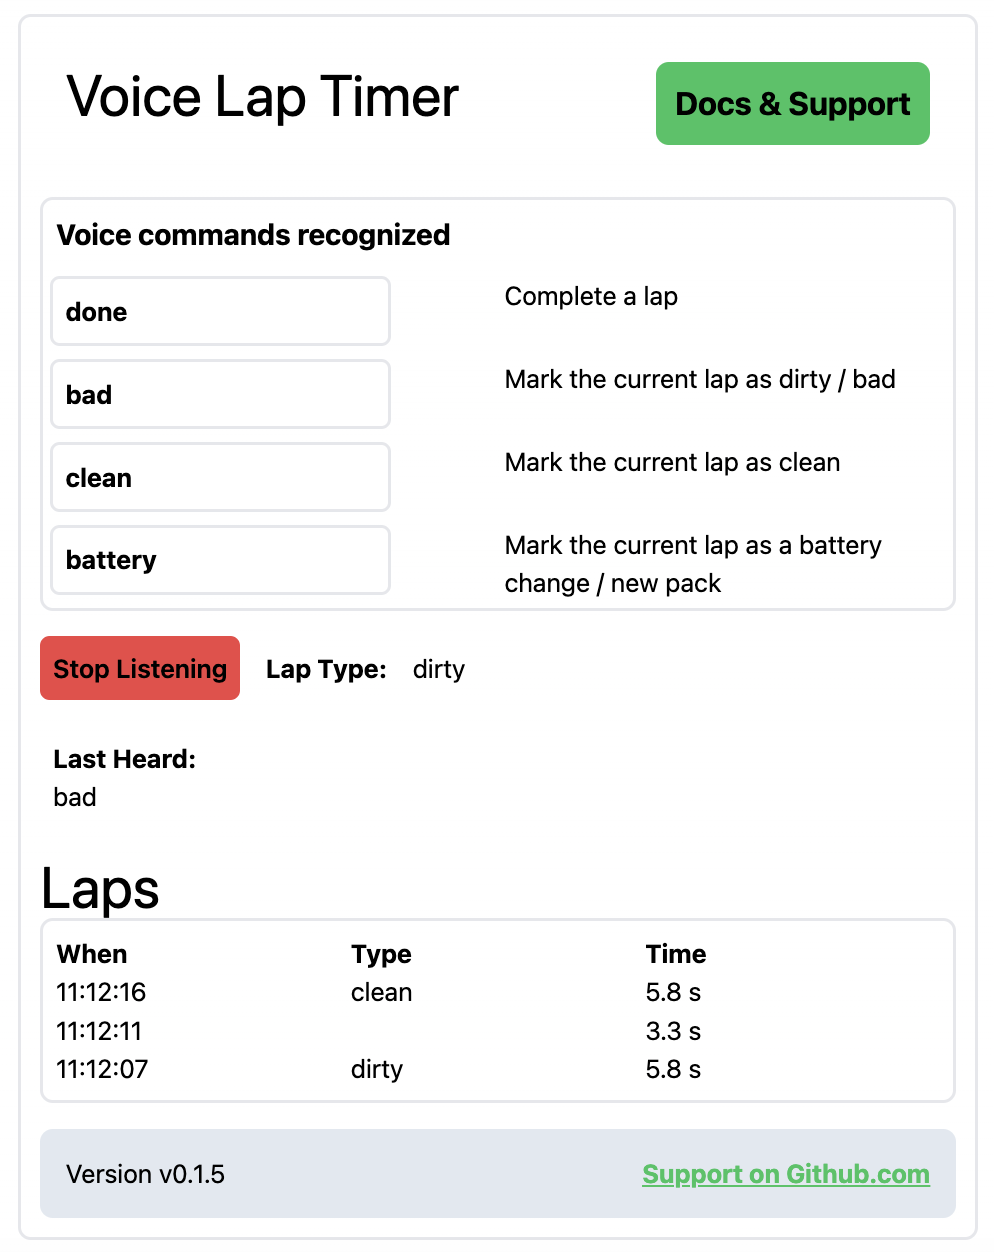 Voice Lap Timer
Docs & Support
Voice commands recognized
done
Complete a lap
bad
Mark the current lap as dirty / bad
clean
Mark the current lap as clean
battery
Mark the current lap as a battery
change / new pack
Stop Listening
Lap Type: dirty
Last Heard:
bad
Laps
When Type Time
11:12:16 clean 5.8 s
11:12:11 3.3 s
11:12:07 dirty 5.8 s
Version v0.1.5
Support on Github.com